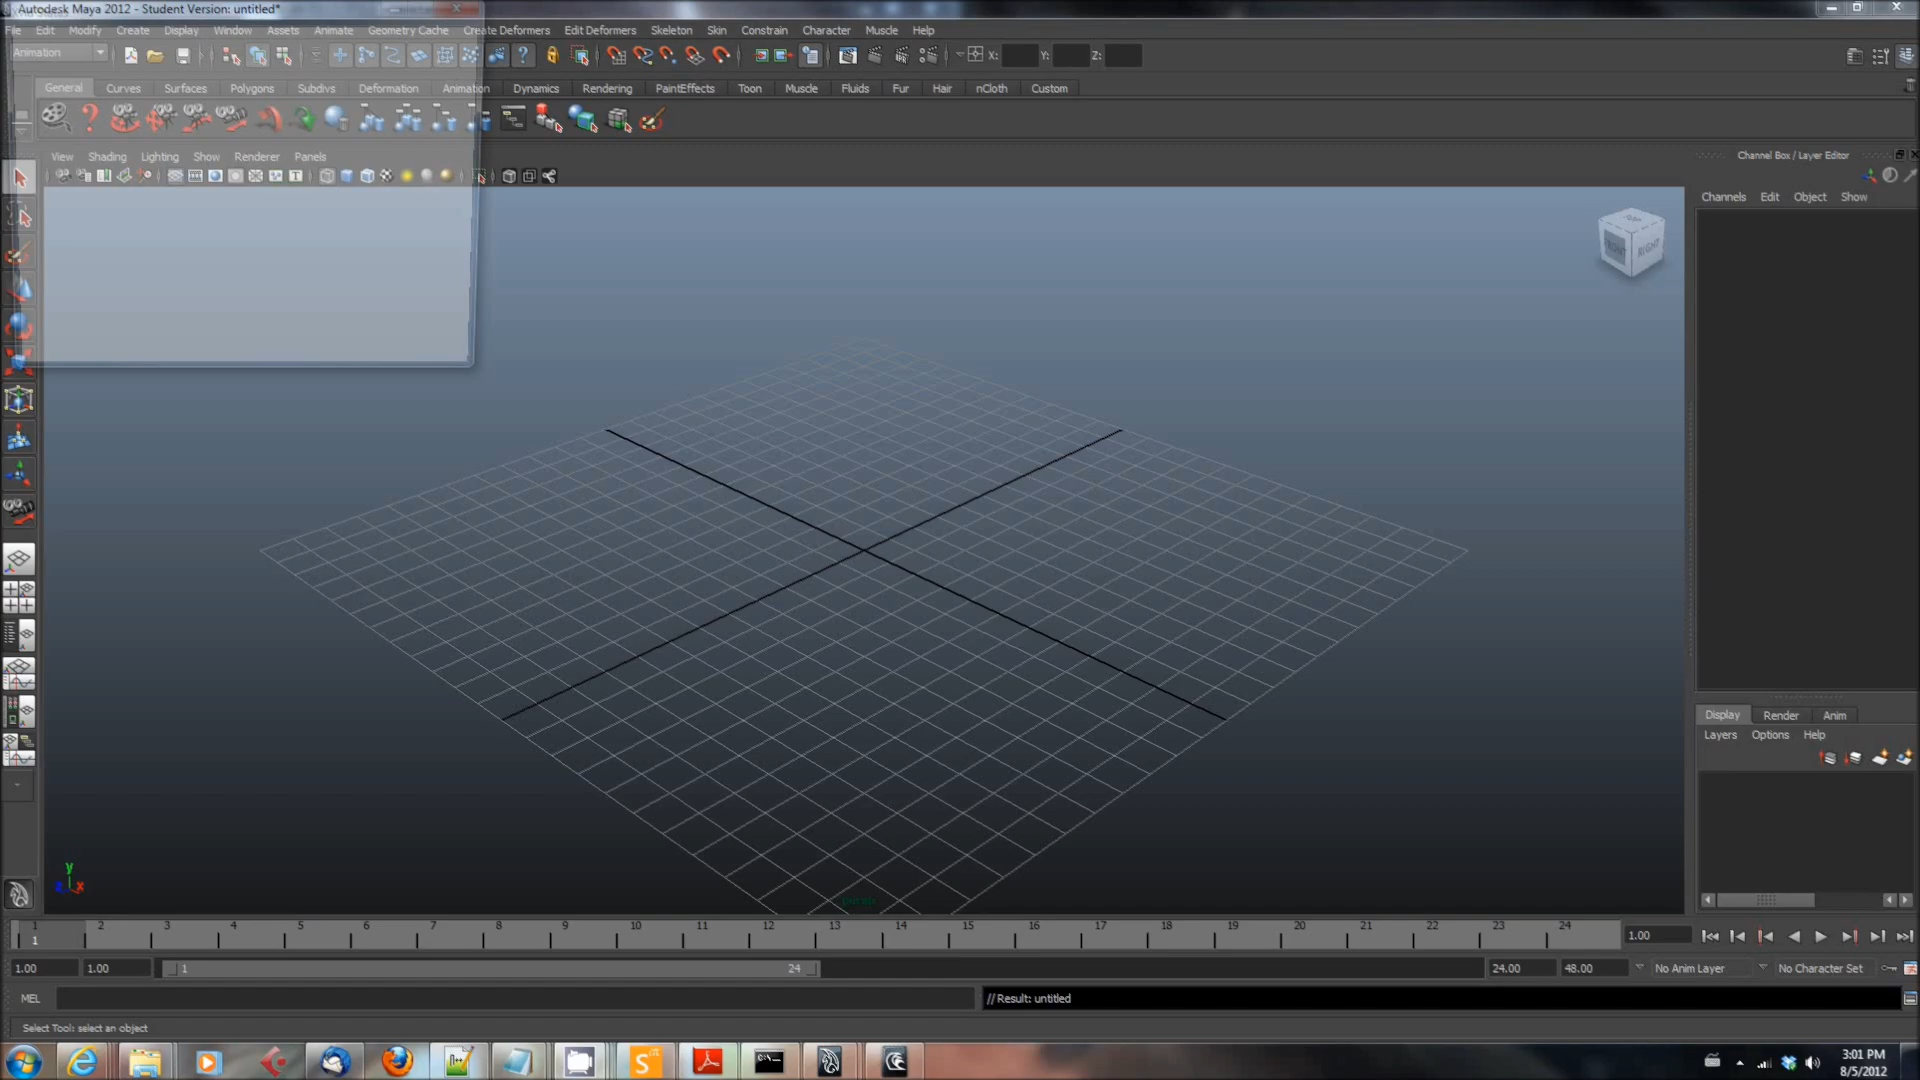 Autodesk Maya 2012 - Student Version: untitled*
File Edit Modify Create Display Window Assets Animate Geometry Cache Create Deformers Edit Deformers Skeleton Skin Constrain Character Muscle Help
Animation X: Y: Z:
General Curves Surfaces Polygons Subdivs Deformation Animation Dynamics Rendering PaintEffects Toon Muscle Fluids Fur Hair nCloth Custom
View Shading Lighting Show Renderer Panels
Channel Box / Layer Editor
Channels Edit Object Show
TOP
FRONT RIGHT
Display Render Anim
Layers Options Help
y
z x
persp
1 2 3 4 5 6 7 8 9 10 11 12 13 14 15 16 17 18 19 20 21 22 23 24
1 1.00
1.00 1.00 1 24 24.00 48.00 No Anim Layer No Character Set
MEL // Result: untitled
Select Tool: select an object
3:01 PM
8/5/2012